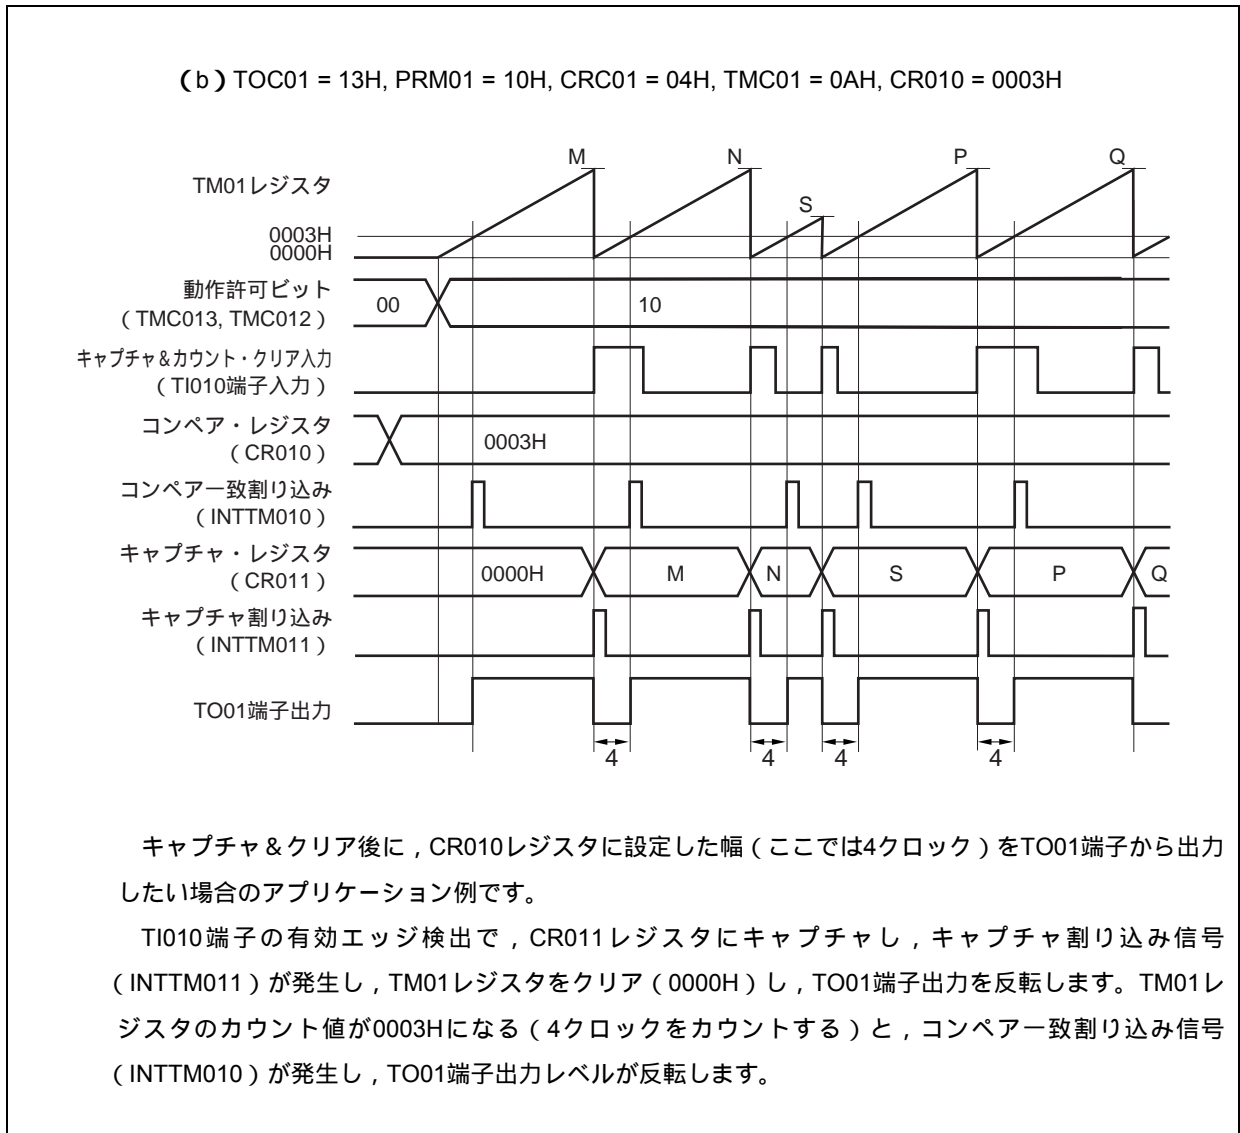 （b）TOC01 = 13H, PRM01 = 10H, CRC01 = 04H, TMC01 = 0AH, CR010 = 0003H
M N S P Q
TM01レジスタ
0003H
0000H
動作許可ビット
（TMC013, TMC012）
00 10
キャプチャ＆カウント・クリア入力
（TI010端子入力）
コンペア・レジスタ
（CR010）
0003H
コンペア一致割り込み
（INTTM010）
キャプチャ・レジスタ
（CR011）
0000H M N S P Q
キャプチャ割り込み
（INTTM011）
TO01端子出力
4 4 4 4
キャプチャ＆クリア後に，CR010レジスタに設定した幅（ここでは4クロック）をTO01端子から出力
したい場合のアプリケーション例です。
TI010端子の有効エッジ検出で，CR011レジスタにキャプチャし，キャプチャ割り込み信号
（INTTM011）が発生し，TM01レジスタをクリア（0000H）し，TO01端子出力を反転します。TM01レ
ジスタのカウント値が0003Hになる（4クロックをカウントする）と，コンペア一致割り込み信号
（INTTM010）が発生し，TO01端子出力レベルが反転します。